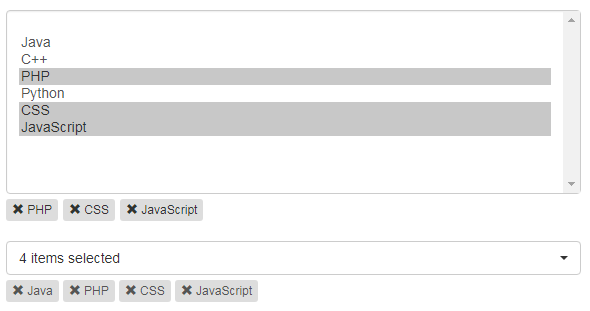 Java
C++
PHP
Python
CSS
JavaScript
✖ PHP ✖ CSS ✖ JavaScript
4 items selected
✖ Java ✖ PHP ✖ CSS ✖ JavaScript